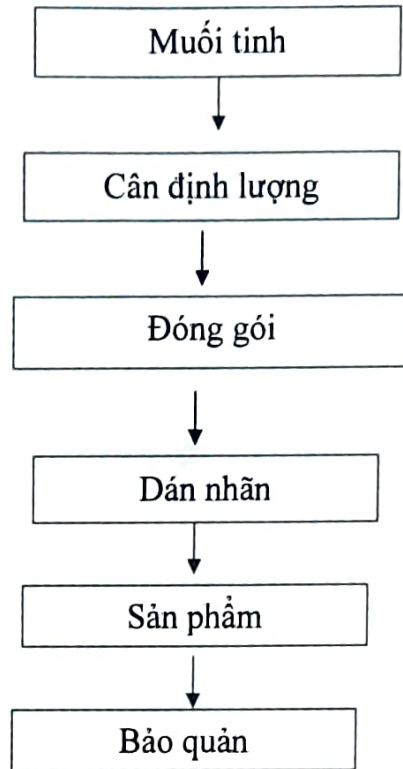 Muối tinh
Cân định lượng
Đóng gói
Dán nhãn
Sản phẩm
Bảo quản